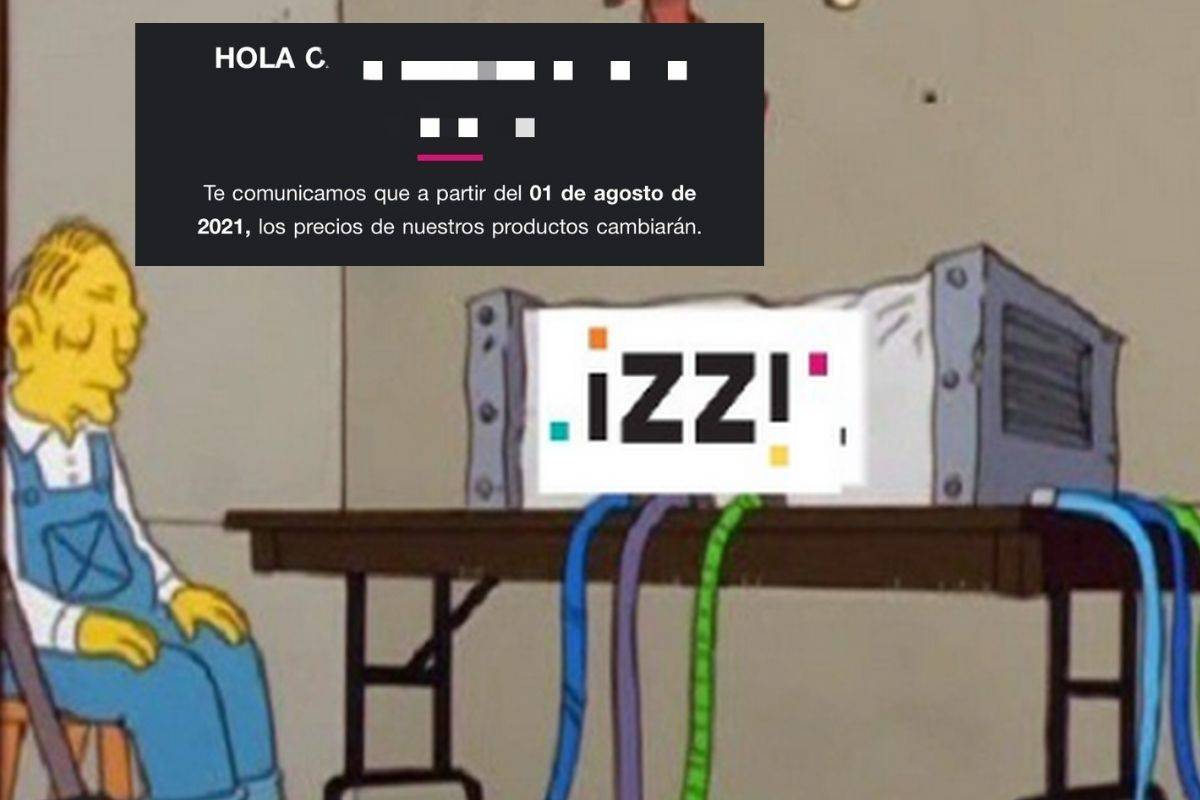 HOLA C
Te comunicamos que a partir del 01 de agosto de
2021, los precios de nuestros productos cambiarán.
izzi